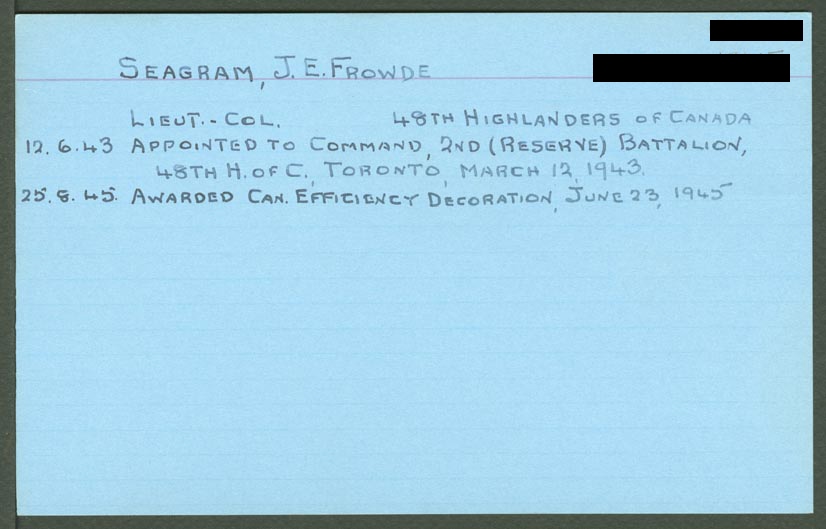 SEAGRAM, J. E. FROWDE
LIEUT.-COL. 48TH HIGHLANDERS OF CANADA
12.6.43 APPOINTED TO COMMAND, 2ND (RESERVE) BATTALION,
48TH H. OF C., TORONTO, MARCH 12, 1943.
25.8.45. AWARDED CAN. EFFICIENCY DECORATION, JUNE 23, 1945